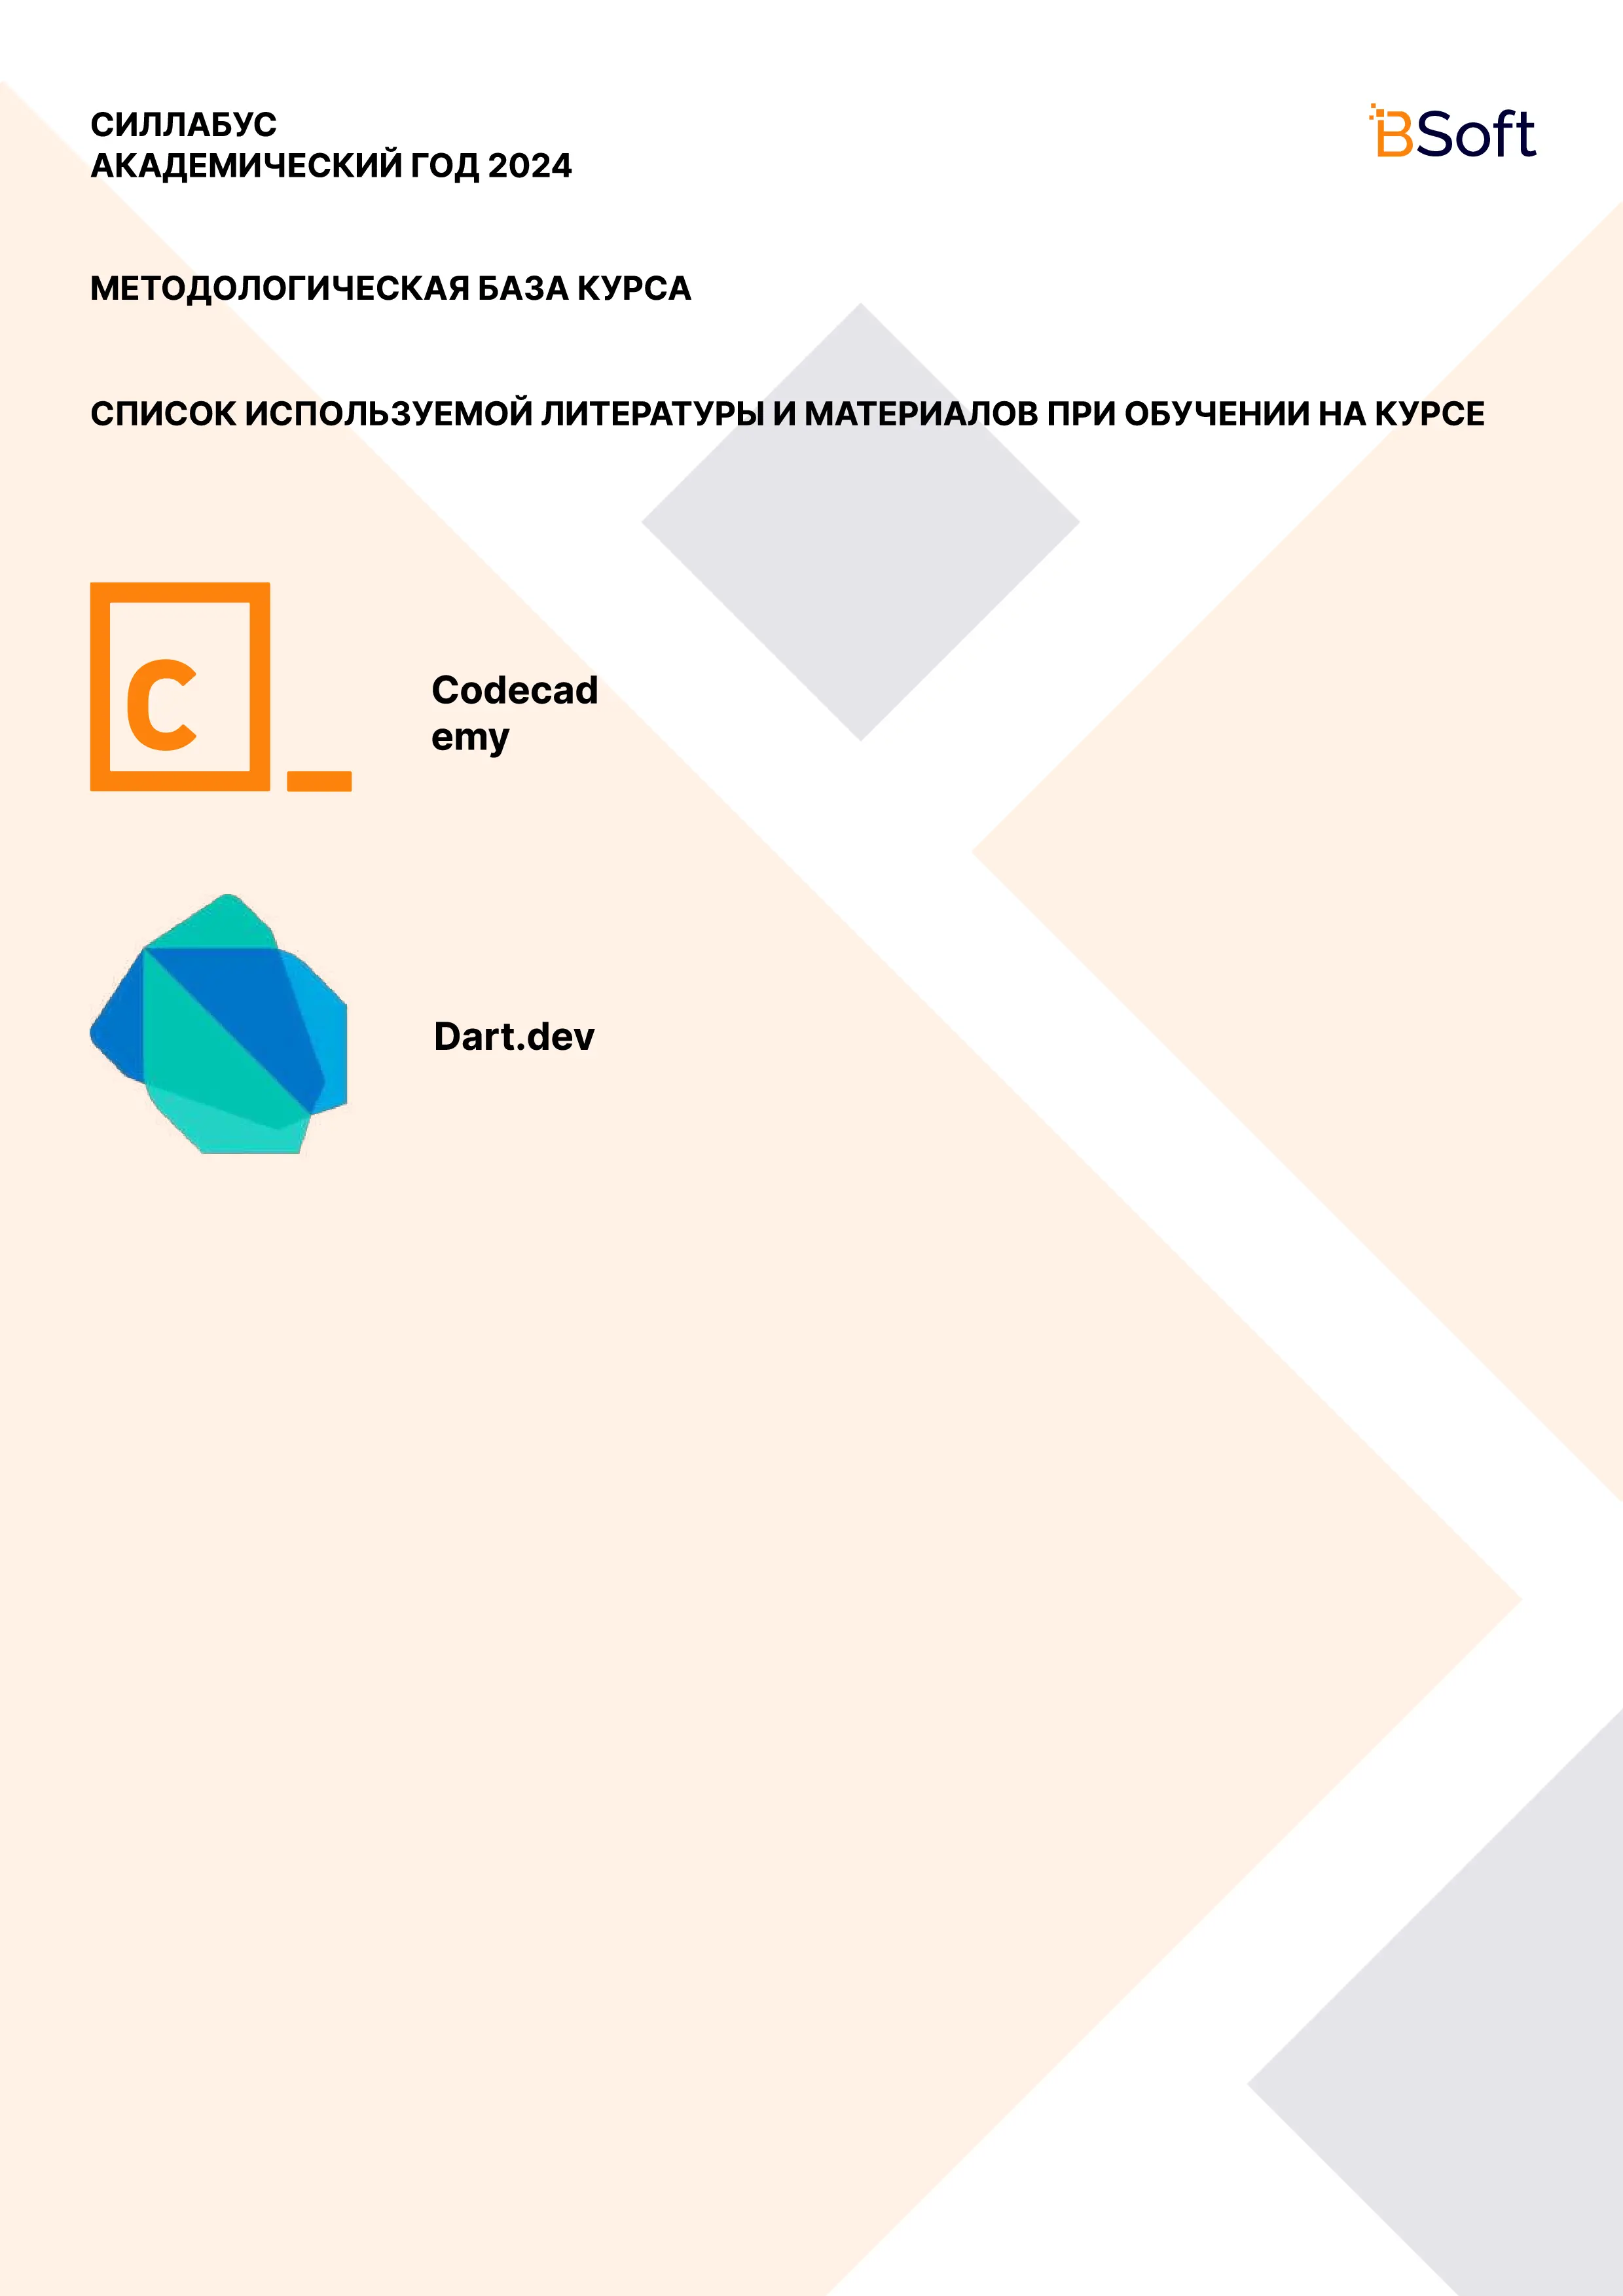 СИЛЛАБУС
АКАДЕМИЧЕСКИЙ ГОД 2024
BSoft
МЕТОДОЛОГИЧЕСКАЯ БАЗА КУРСА
СПИСОК ИСПОЛЬЗУЕМОЙ ЛИТЕРАТУРЫ И МАТЕРИАЛОВ ПРИ ОБУЧЕНИИ НА КУРСЕ
C
Codecad
emy
Dart.dev